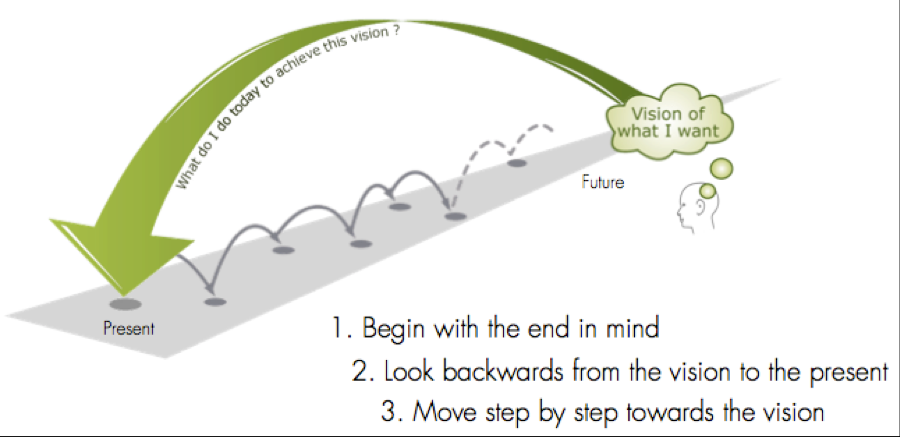 What do I do today to achieve this vision ?
Vision of
what I want
Future
Present
1. Begin with the end in mind
2. Look backwards from the vision to the present
3. Move step by step towards the vision